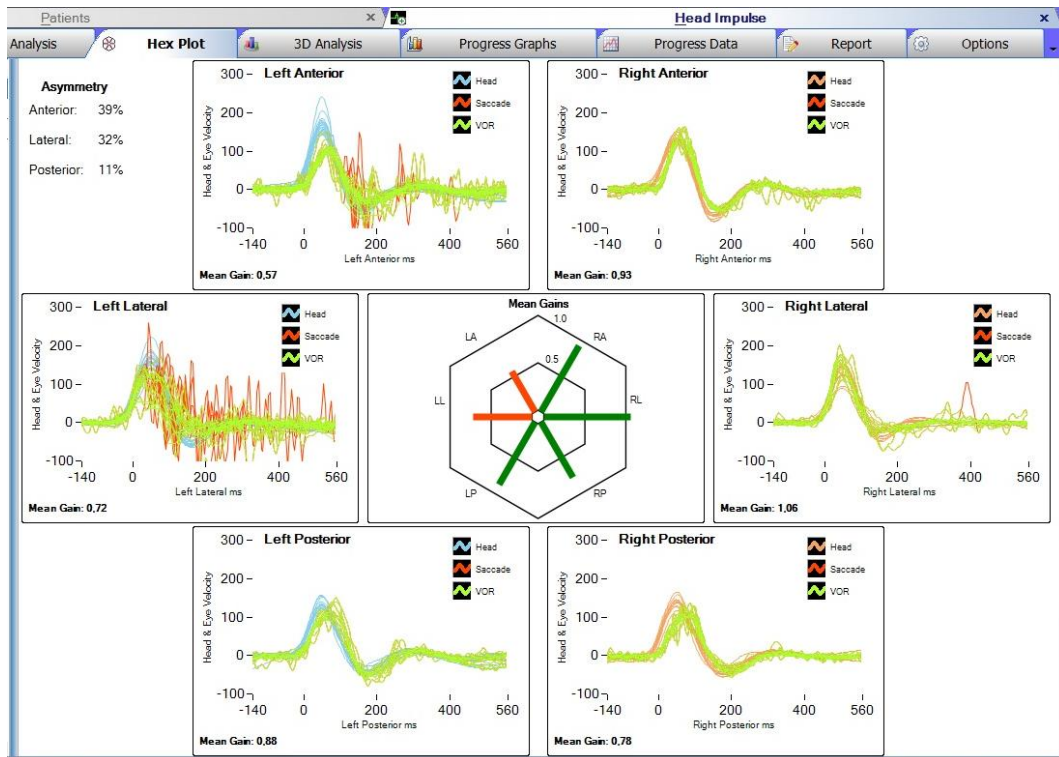 Patients
Head Impulse
Analysis
Hex Plot
3D Analysis
Progress Graphs
Progress Data
Report
Options
Asymmetry
Anterior: 39%
Lateral: 32%
Posterior: 11%
Left Anterior
Head
Saccade
VOR
Head & Eye Velocity
300
200
100
0
-100
-140 0 200 400 560
Left Anterior ms
Mean Gain: 0,57
Right Anterior
Head
Saccade
VOR
Head & Eye Velocity
300
200
100
0
-100
-140 0 200 400 560
Right Anterior ms
Mean Gain: 0,93
Left Lateral
Head
Saccade
VOR
Head & Eye Velocity
300
200
100
0
-100
-140 0 200 400 560
Left Lateral ms
Mean Gain: 0,72
Mean Gains
1.0
LA RA
0.5
LL RL
LP RP
Right Lateral
Head
Saccade
VOR
Head & Eye Velocity
300
200
100
0
-100
-140 0 200 400 560
Right Lateral ms
Mean Gain: 1,06
Left Posterior
Head
Saccade
VOR
Head & Eye Velocity
300
200
100
0
-100
-140 0 200 400 560
Left Posterior ms
Mean Gain: 0,88
Right Posterior
Head
Saccade
VOR
Head & Eye Velocity
300
200
100
0
-100
-140 0 200 400 560
Right Posterior ms
Mean Gain: 0,78